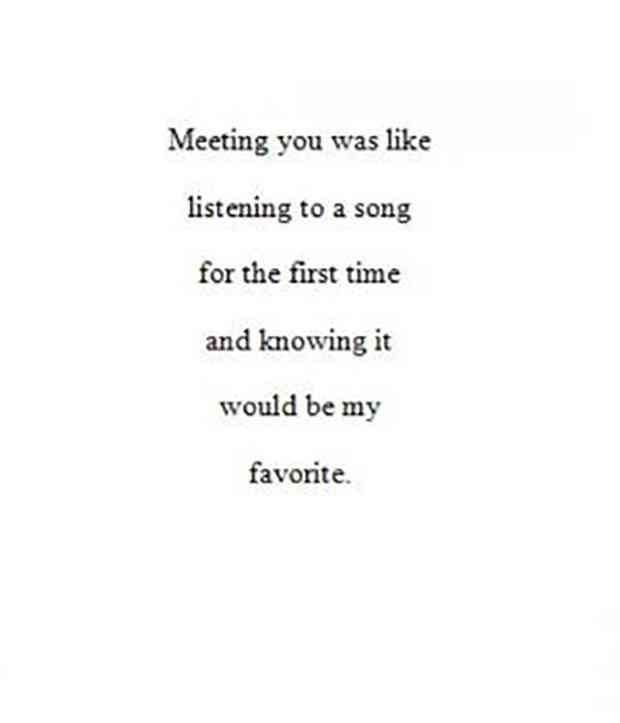 Meeting you was like
listening to a song
for the first time
and knowing it
would be my
favorite.